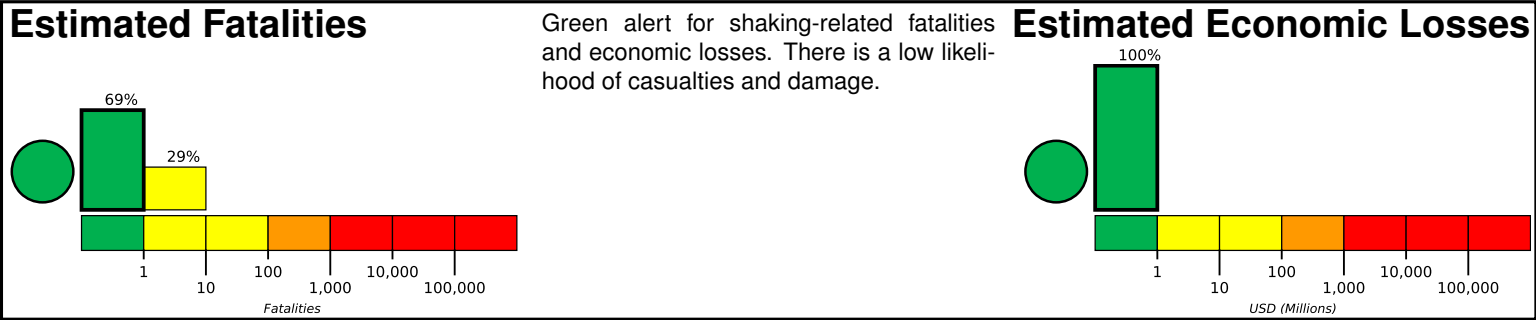 Estimated Fatalities
69%
29%
1
10
100
1,000
10,000
100,000
Fatalities
Green alert for shaking-related fatalities
and economic losses. There is a low likeli-
hood of casualties and damage.
Estimated Economic Losses
100%
1
10
100
1,000
10,000
100,000
USD (Millions)